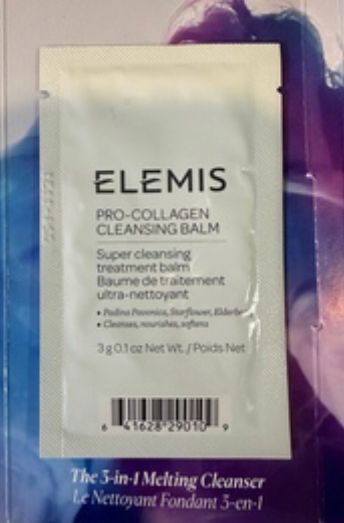 ELEMIS
PRO-COLLAGEN
CLEANSING BALM
Super cleansing
treatment balm
Baume de traitement
ultra-nettoyant
• Padina Pavonica, Starflower,
• Cleanses, nourishes, softens
3 g 0.1 oz Net Wt. / Poids Net
6 41628 29010 9
The 3-in-1 Melting Cleanser
Le Nettoyant Fondant 3-en-1